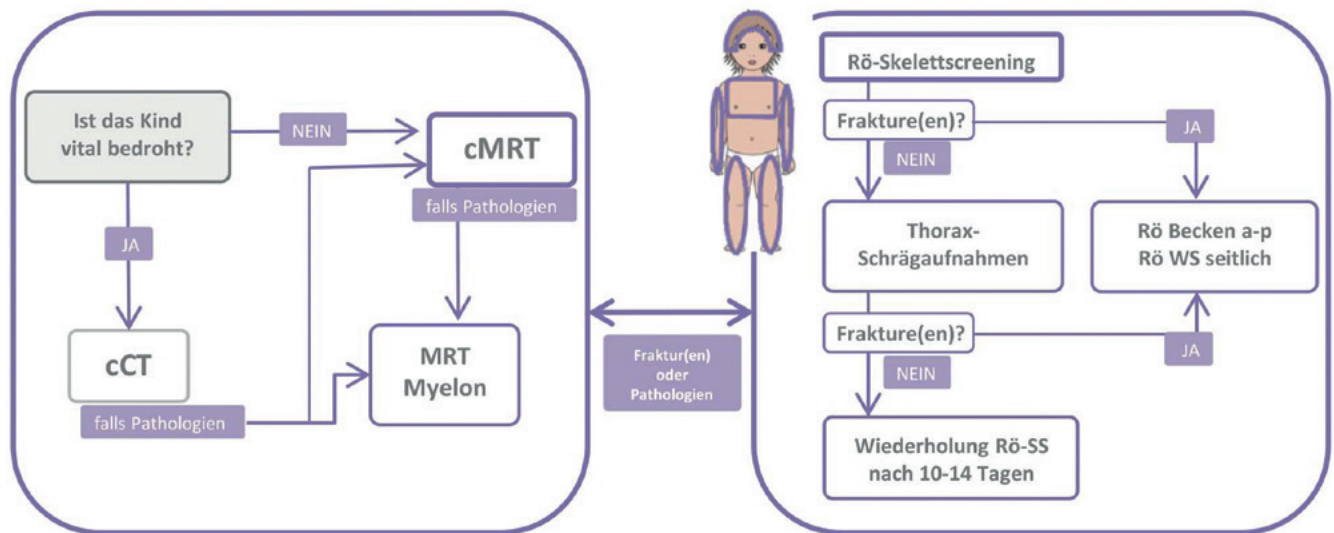 Ist das Kind
vital bedroht?
NEIN
cMRT
falls Pathologien
JA
cCT
falls Pathologien
MRT
Myelon
Fraktur(en)
oder
Pathologien
Rö-Skelettscreening
Frakture(en)?
JA
NEIN
Thorax-
Schrägaufnahmen
Rö Becken a-p
Rö WS seitlich
Frakture(en)?
JA
NEIN
Wiederholung Rö-SS
nach 10-14 Tagen